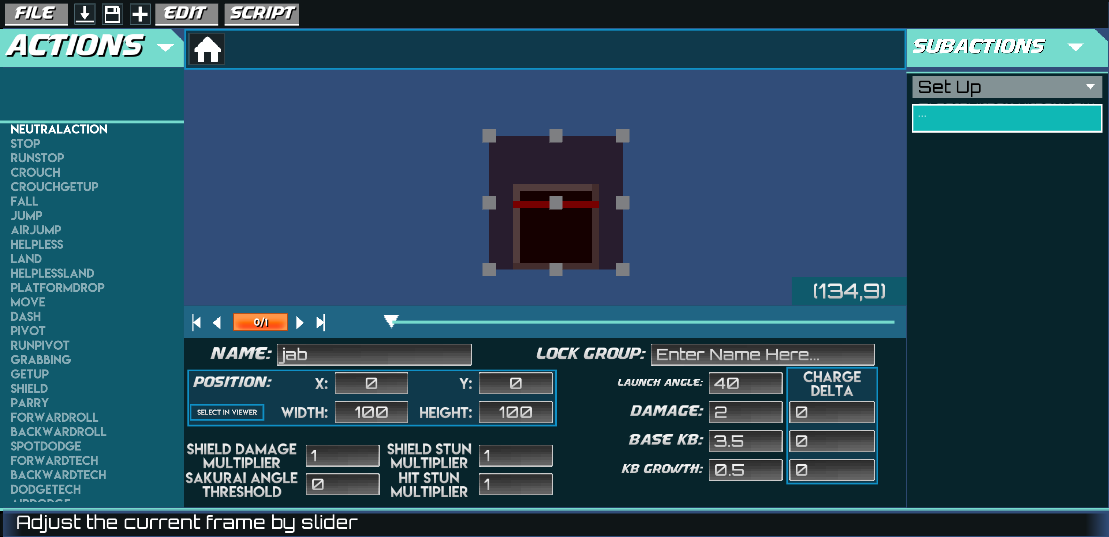 FILE EDIT SCRIPT
ACTIONS
SUBACTIONS
Set Up
...
NEUTRALACTION
STOP
RUNSTOP
CROUCH
CROUCHGETUP
FALL
JUMP
AIRJUMP
HELPLESS
LAND
HELPLESSLAND
PLATFORMDROP
MOVE
DASH
PIVOT
RUNPIVOT
GRABBING
GETUP
SHIELD
PARRY
FORWARDROLL
BACKWARDROLL
SPOTDODGE
FORWARDTECH
BACKWARDTECH
DODGETECH
(134,9)
0/1
NAME: jab
LOCK GROUP: Enter Name Here...
POSITION: X: 0 Y: 0
SELECT IN VIEWER WIDTH: 100 HEIGHT: 100
SHIELD DAMAGE
MULTIPLIER
1
SHIELD STUN
MULTIPLIER
1
SAKURAI ANGLE
THRESHOLD
0
HIT STUN
MULTIPLIER
1
CHARGE
DELTA
LAUNCH ANGLE: 40
DAMAGE: 2 0
BASE KB: 3.5 0
KB GROWTH: 0.5 0
Adjust the current frame by slider